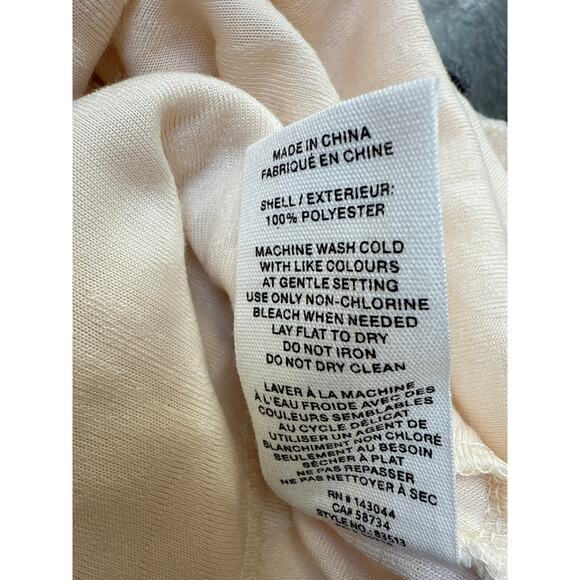 MADE IN CHINA
FABRIQUÉ EN CHINE
SHELL / EXTERIEUR:
100% POLYESTER
MACHINE WASH COLD
WITH LIKE COLOURS
AT GENTLE SETTING
USE ONLY NON-CHLORINE
BLEACH WHEN NEEDED
LAY FLAT TO DRY
DO NOT IRON
DO NOT DRY CLEAN
LAVER À LA MACHINE
À L'EAU FROIDE AVEC DES
COULEURS SEMBLABLES
AU CYCLE DÉLICAT
UTILISER UN AGENT DE
BLANCHIMENT NON CHLORÉ
SEULEMENT AU BESOIN
SÉCHER À PLAT
NE PAS REPASSER
NE PAS NETTOYER À SEC
RN # 143044
CA# 58734
STYLE NO.: 83513